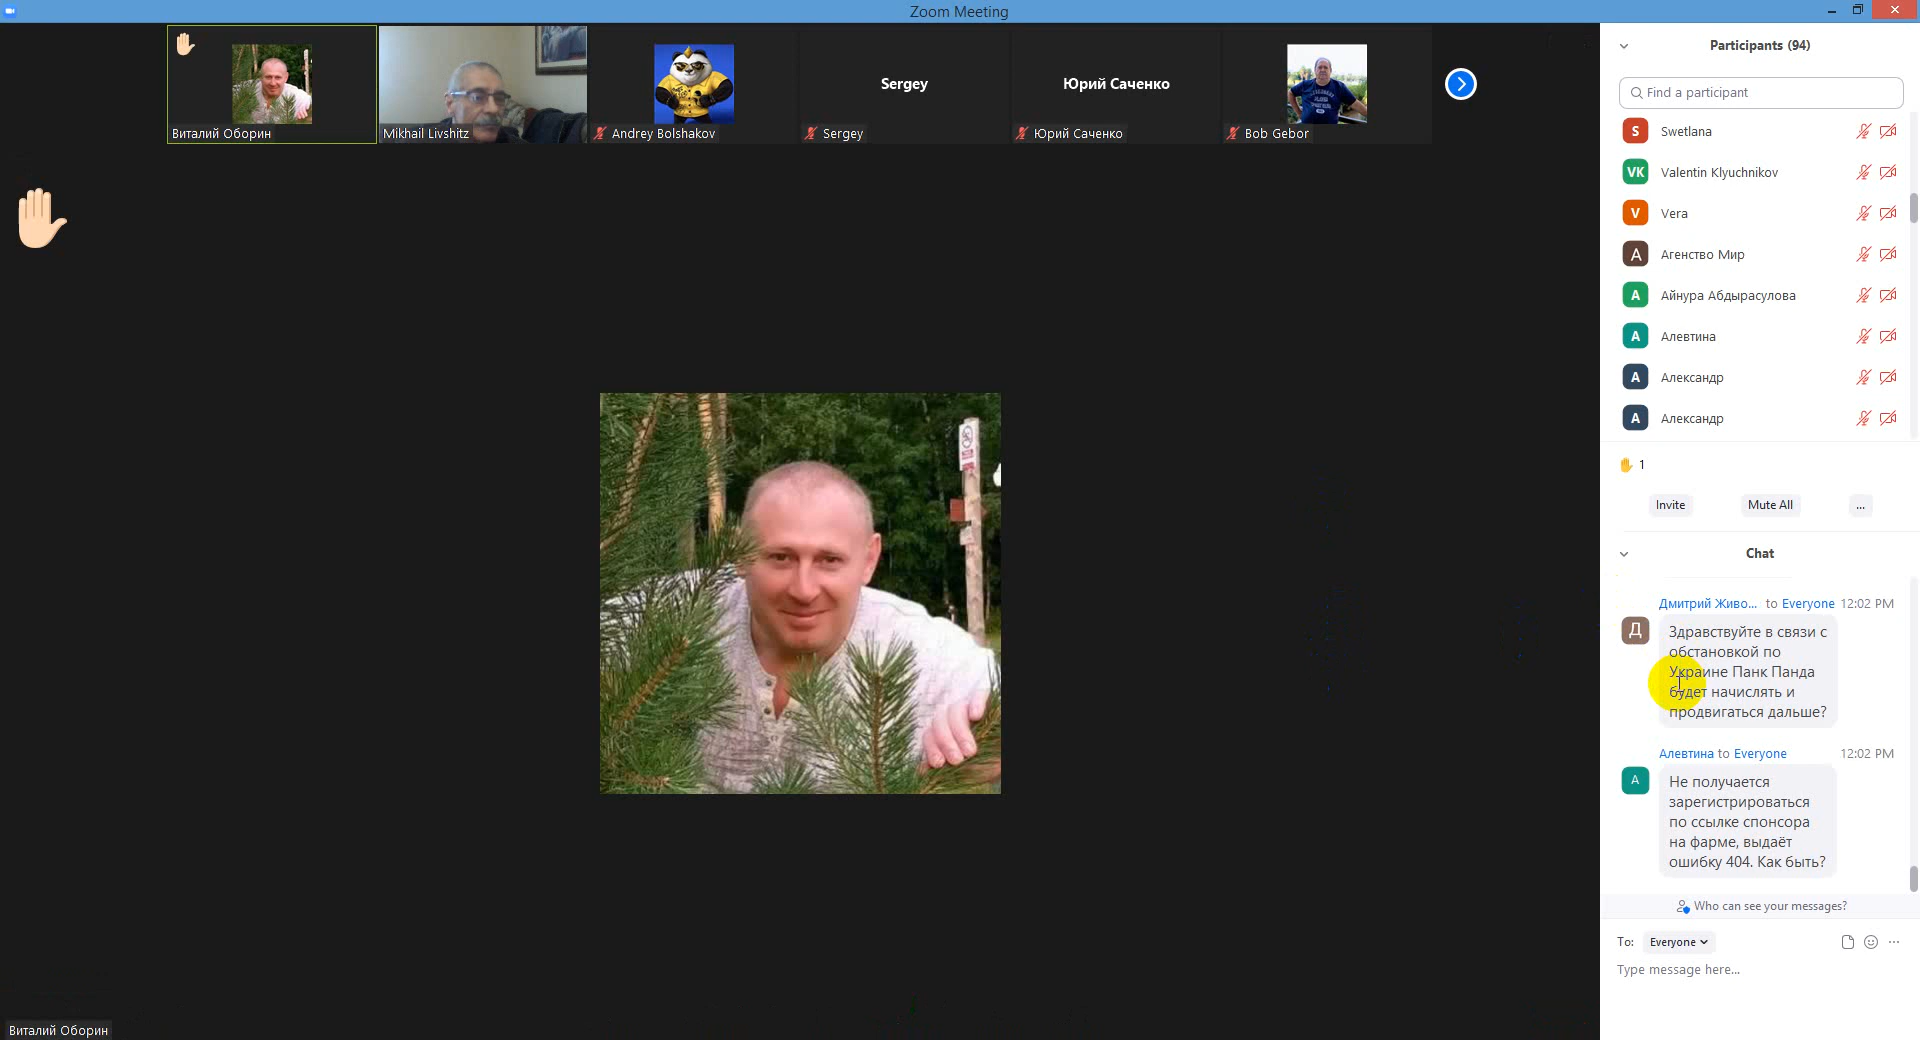 Zoom Meeting
Виталий Оборин
Mikhail Livshitz
Andrey Bolshakov
Sergey
Sergey
Юрий Саченко
Юрий Саченко
Bob Gebor
Виталий Оборин
Participants (94)
Find a participant
S Swetlana
VK Valentin Klyuchnikov
V Vera
А Агенство Мир
А Айнура Абдырасулова
А Алевтина
А Александр
А Александр
1
Invite Mute All ...
Chat
Дмитрий Живо... to Everyone 12:02 PM
Д
Здравствуйте в связи с
обстановкой по
Украине Панк Панда
будет начислять и
продвигаться дальше?
Алевтина to Everyone 12:02 PM
А
Не получается
зарегистрироваться
по ссылке спонсора
на фарме, выдаёт
ошибку 404. Как быть?
Who can see your messages?
To: Everyone
Type message here...